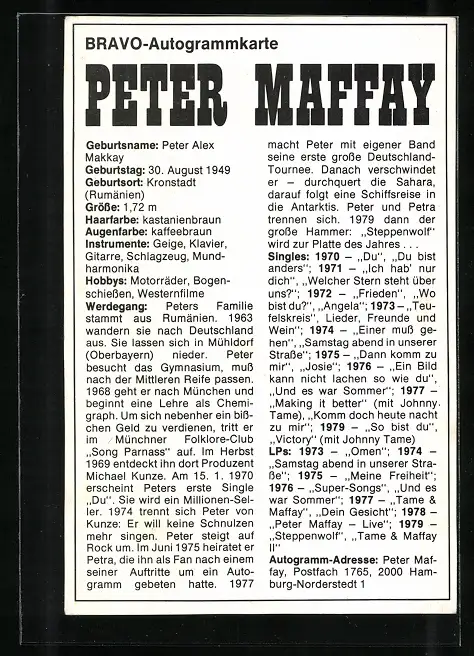 BRAVO-Autogrammkarte
PETER MAFFAY
Geburtsname: Peter Alex
Makkay
Geburtstag: 30. August 1949
Geburtsort: Kronstadt
(Rumänien)
Größe: 1,72 m
Haarfarbe: kastanienbraun
Augenfarbe: kaffeebraun
Instrumente: Geige, Klavier,
Gitarre, Schlagzeug, Mund-
harmonika
Hobbys: Motorräder, Bogen-
schießen, Westernfilme
Werdegang: Peters Familie
stammt aus Rumänien. 1963
wandern sie nach Deutschland
aus. Sie lassen sich in Mühldorf
(Oberbayern) nieder. Peter
besucht das Gymnasium, muß
nach der Mittleren Reife passen.
1968 geht er nach München und
beginnt eine Lehre als Chemi-
graph. Um sich nebenher ein biß-
chen Geld zu verdienen, tritt er
im Münchner Folklore-Club
„Song Parnass" auf. Im Herbst
1969 entdeckt ihn dort Produzent
Michael Kunze. Am 15. 1. 1970
erscheint Peters erste Single
„Du". Sie wird ein Millionen-Sel-
ler. 1974 trennt sich Peter von
Kunze: Er will keine Schnulzen
mehr singen. Peter steigt auf
Rock um. Im Juni 1975 heiratet er
Petra, die ihn als Fan nach einem
seiner Auftritte um ein Auto-
gramm gebeten hatte. 1977
macht Peter mit eigener Band
seine erste große Deutschland-
Tournee. Danach verschwindet
er – durchquert die Sahara,
darauf folgt eine Schiffsreise in
die Antarktis. Peter und Petra
trennen sich. 1979 dann der
große Hammer: „Steppenwolf"
wird zur Platte des Jahres . . .
Singles: 1970 – „Du", „Du bist
anders"; 1971 – „Ich hab' nur
dich", „Welcher Stern steht über
uns?"; 1972 – „Frieden", „Wo
bist du?", „Angela"; 1973 – „Teu-
felskreis", Lieder, Freunde und
Wein"; 1974 – „Einer muß ge-
hen", „Samstag abend in unserer
Straße"; 1975 – „Dann komm zu
mir", „Josie"; 1976 – „Ein Bild
kann nicht lachen so wie du",
„Und es war Sommer"; 1977 –
„Making it better" (mit Johnny
Tame), „Komm doch heute nacht
zu mir"; 1979 – „So bist du",
„Victory" (mit Johnny Tame)
LPs: 1973 – „Omen"; 1974 –
„Samstag abend in unserer Stra-
ße"; 1975 – „Meine Freiheit";
1976 – „Super-Songs", „Und es
war Sommer"; 1977 – „Tame &
Maffay", „Dein Gesicht"; 1978 –
„Peter Maffay – Live"; 1979 –
„Steppenwolf", „Tame & Maffay
II"
Autogramm-Adresse: Peter Maf-
fay, Postfach 1765, 2000 Ham-
burg-Norderstedt 1